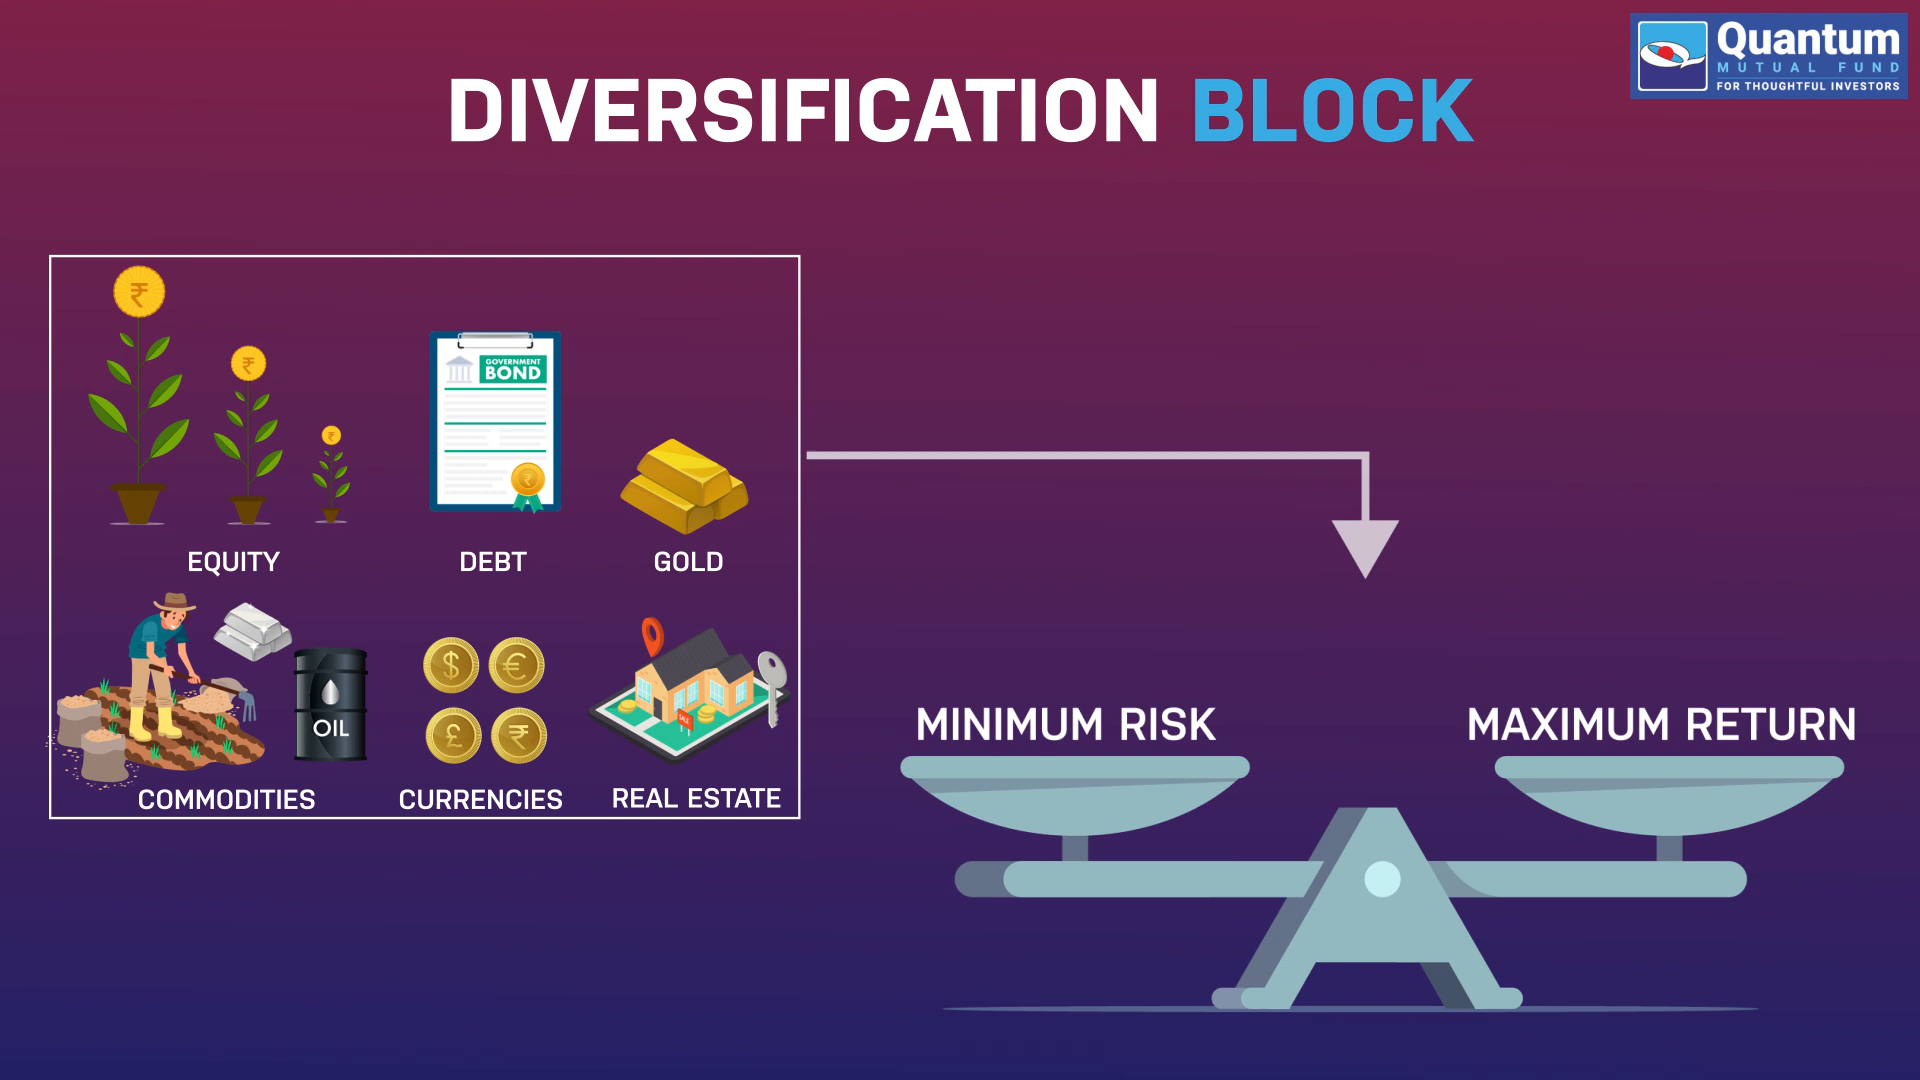 Quantum
MUTUAL FUND
FOR THOUGHTFUL INVESTORS
DIVERSIFICATION BLOCK
₹
₹
₹
GOVERNMENT
BOND
₹
EQUITY
DEBT
GOLD
OIL
$ €
£ ₹
SALE
COMMODITIES
CURRENCIES
REAL ESTATE
MINIMUM RISK
MAXIMUM RETURN